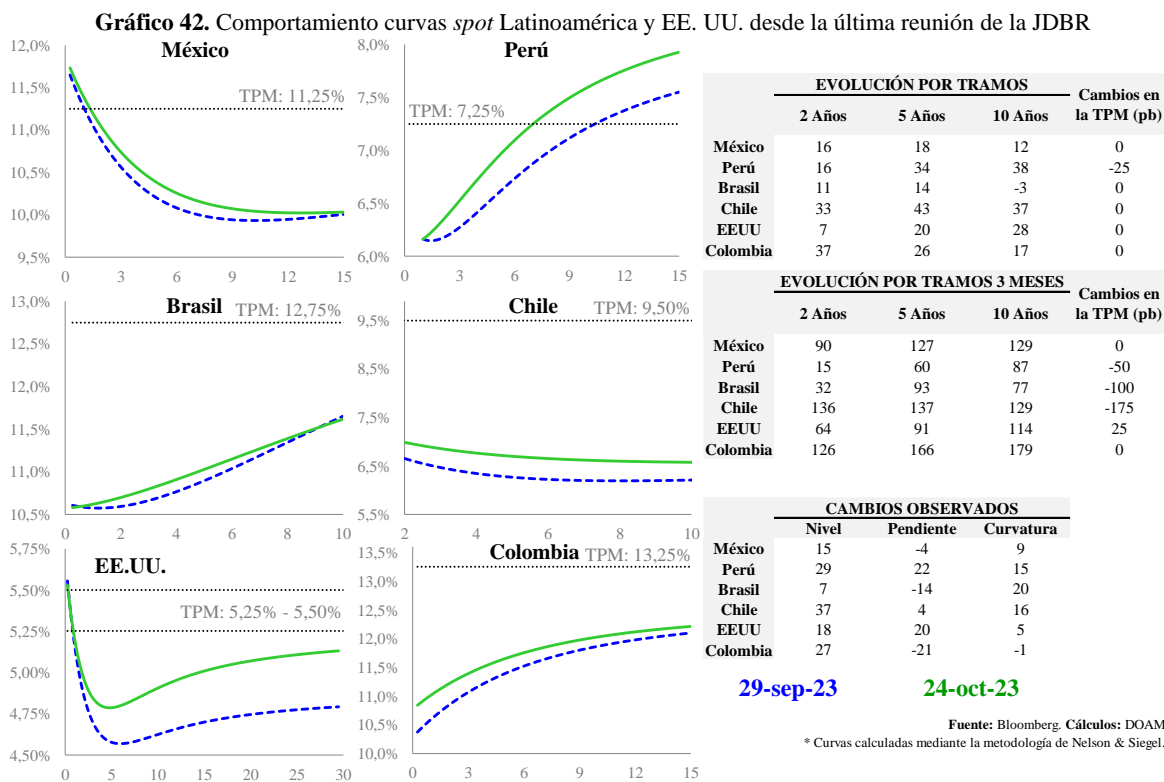 Gráfico 42. Comportamiento curvas spot Latinoamérica y EE. UU. desde la última reunión de la JDBR
México
12,0%
11,5%
11,0%
10,5%
10,0%
9,5%
TPM: 11,25%
0 3 6 9 12 15
Perú
8,0%
7,5%
7,0%
6,5%
6,0%
TPM: 7,25%
0 3 6 9 12 15
Brasil
13,0%
12,5%
12,0%
11,5%
11,0%
10,5%
TPM: 12,75%
0 2 4 6 8 10
Chile
9,5%
8,5%
7,5%
6,5%
5,5%
TPM: 9,50%
2 4 6 8 10
EE.UU.
5,75%
5,50%
5,25%
5,00%
4,75%
4,50%
TPM: 5,25% - 5,50%
0 5 10 15 20 25 30
Colombia
13,5%
13,0%
12,5%
12,0%
11,5%
11,0%
10,5%
10,0%
TPM: 13,25%
0 3 6 9 12 15
EVOLUCIÓN POR TRAMOS
Cambios en
la TPM (pb)
2 Años 5 Años 10 Años
México 16 18 12 0
Perú 16 34 38 -25
Brasil 11 14 -3 0
Chile 33 43 37 0
EEUU 7 20 28 0
Colombia 37 26 17 0
EVOLUCIÓN POR TRAMOS 3 MESES
Cambios en
la TPM (pb)
2 Años 5 Años 10 Años
México 90 127 129 0
Perú 15 60 87 -50
Brasil 32 93 77 -100
Chile 136 137 129 -175
EEUU 64 91 114 25
Colombia 126 166 179 0
CAMBIOS OBSERVADOS
Nivel Pendiente Curvatura
México 15 -4 9
Perú 29 22 15
Brasil 7 -14 20
Chile 37 4 16
EEUU 18 20 5
Colombia 27 -21 -1
29-sep-23 24-oct-23
Fuente: Bloomberg. Cálculos: DOAM
* Curvas calculadas mediante la metodología de Nelson & Siegel.